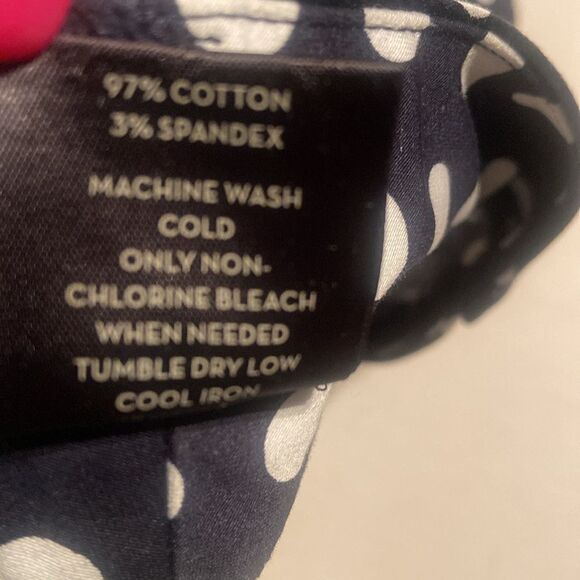 97% COTTON
3% SPANDEX
MACHINE WASH
COLD
ONLY NON-
CHLORINE BLEACH
WHEN NEEDED
TUMBLE DRY LOW
COOL IRON